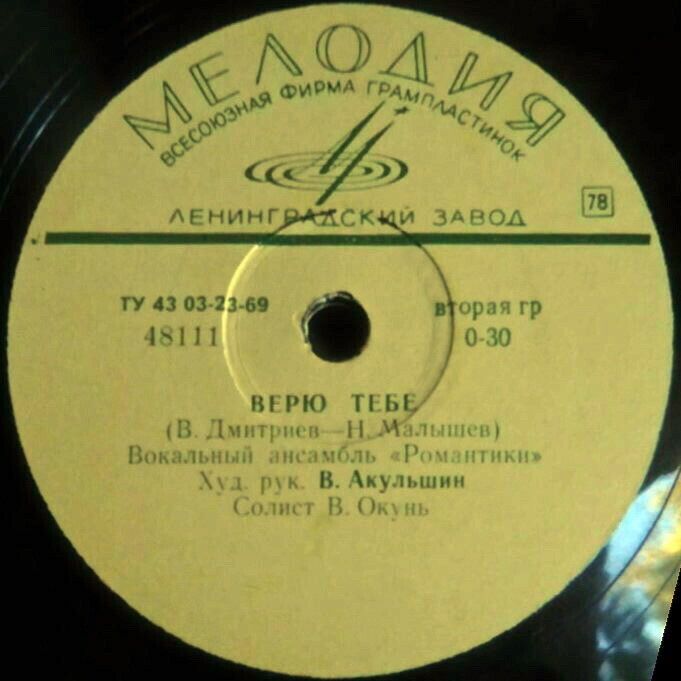 МЕЛОДИЯ
ВСЕСОЮЗНАЯ ФИРМА ГРАМПЛАСТИНОК
ЛЕНИНГРАДСКИЙ ЗАВОД
78
ТУ 43 03-23-69 вторая гр
48111 0-30
ВЕРЮ ТЕБЕ
(В. Дмитриев—Н. Малышев)
Вокальный ансамбль «Романтики»
Худ. рук. В. Акульшин
Солист В. Окунь